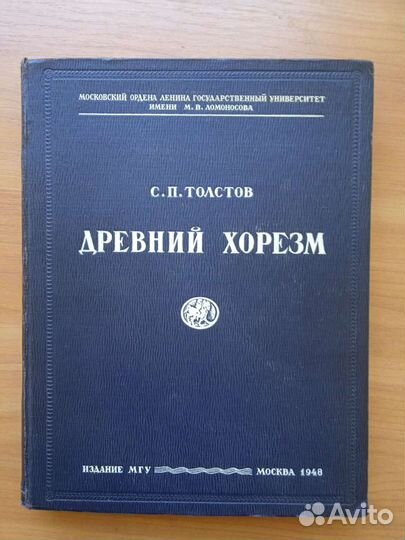 МОСКОВСКИЙ ОРДЕНА ЛЕНИНА ГОСУДАРСТВЕННЫЙ УНИВЕРСИТЕТ
ИМЕНИ М. В. ЛОМОНОСОВА
С. П. ТОЛСТОВ
ДРЕВНИЙ ХОРЕЗМ
ИЗДАНИЕ МГУ МОСКВА 1948
Avito